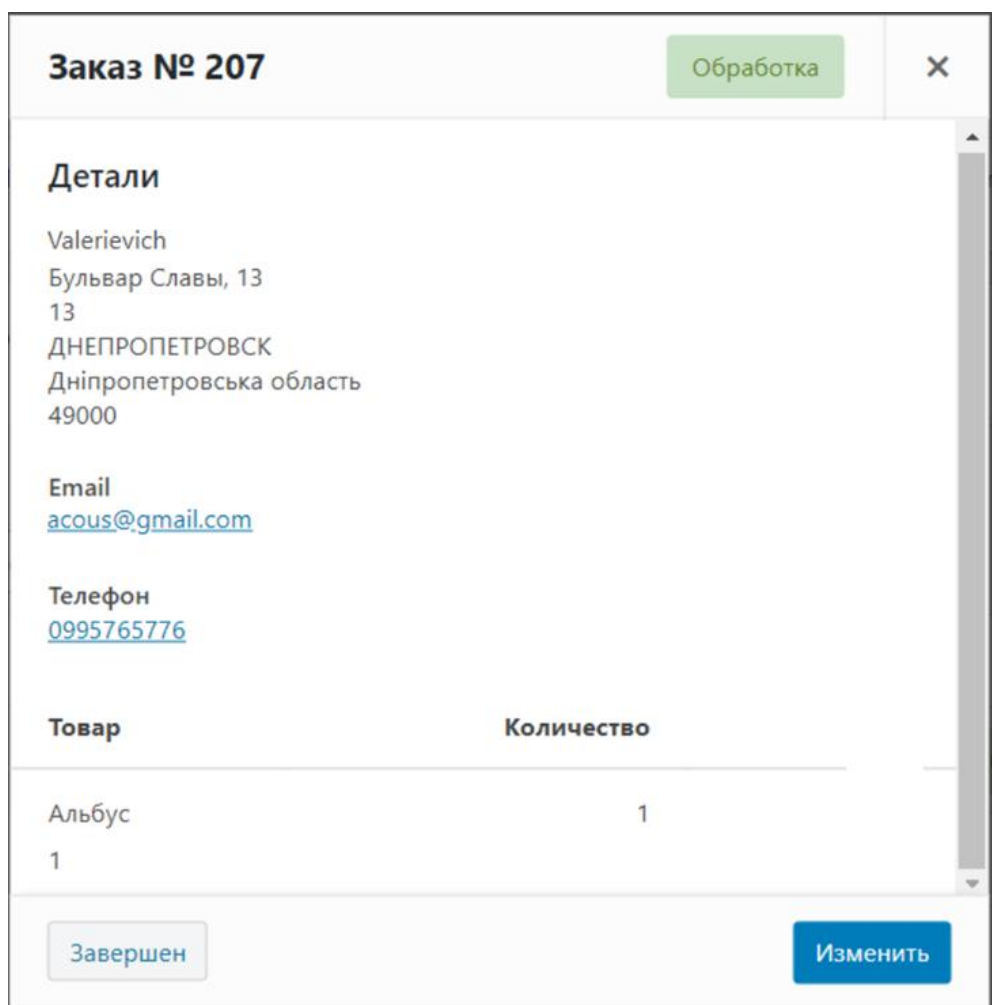 Заказ № 207
Обработка
×
Детали
Valerievich
Бульвар Славы, 13
13
ДНЕПРОПЕТРОВСК
Дніпропетровська область
49000
Email
acous@gmail.com
Телефон
0995765776
Товар Количество
Альбус 1
1
Завершен Изменить